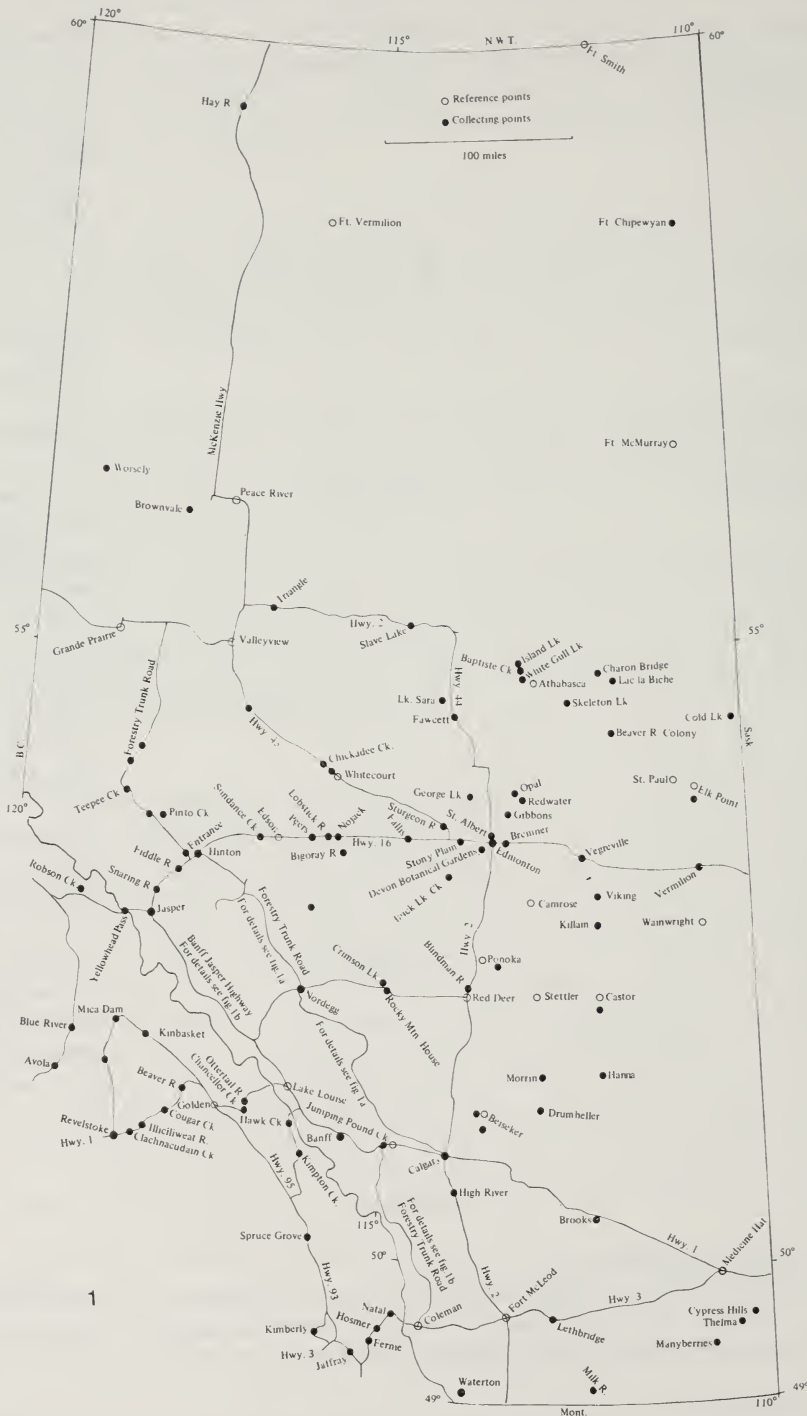 120°
60°
115°
N W T.
110°
60
Ft Smith
Hay R
Reference points
Collecting points
100 miles
Ft. Vermilion
Ft Chipewyan
McKenzie Hwy
Ft McMurray
Worsely
Brownvale
Peace River
Triangle
Hwy. 2
Slave Lake
55°
Grande Prairie
Valleyview
Forestry Trunk Road
Hwy. 44
Baptiste Ck
Island Lk
White Gull Lk
Athabasca
Charon Bridge
Lac la Biche
55°
Lk. Sara
Fawcett
Skeleton Lk
Cold Lk
Sask
B C
Beaver R Colony
Chickadee Ck.
Whitecourt
St. Paul
Elk Point
120°
Teepee Ck
Pinto Ck
George Lk
Opal
Redwater
Gibbons
Sundance Ck
Edson
Peers
Lobstick R
Nojack
Fallis
Sturgeon R
St. Albert
Bremner
Entrance
Hinton
Hwy. 16
Stony Plain
Edmonton
Vegreville
Fiddle R
Bigoray R
Devon Botanical Gardens
Vermilion
Snaring R
Robson Ck
Camrose
Viking
Jasper
Killam
Wainwright
Yellowhead Pass
Banff Jasper Highway
For details see fig. 1b
For details see fig. 1a
Forestry Trunk Road
Crimson Lk
Blindman R
Hwy 2
Ponoka
Nordegg
Rocky Mtn. House
Red Deer
Stettler
Castor
Mica Dam
Blue River
Kinbasket
For details see fig. 1a
Avola
Beaver R
Ottertail R
Chancellor Ck
Lake Louise
Morrin
Hanna
Golden
Jumping Pound Ck
Revelstoke
Cougar Ck
Hawk Ck
Banff
Beiseker
Drumheller
Hwy. 1
Illiciliweat R.
Clachnacudain Ck
Kimpton Ck.
Calgary
Hwy. 95
High River
Brooks
Spruce Grove
115°
50°
For details see fig 1b
Forestry Trunk Road
Hwy. 1
Medicine Hat
50°
1
Hwy. 93
Hwy. 2
Fort McLeod
Hwy 3
Natal
Coleman
Cypress Hills
Thelma
Kimberly
Hosmer
Lethbridge
Hwy. 3
Fernie
Manyberries
Jaffray
Waterton
Milk R
49°
Mont.
110°
49°